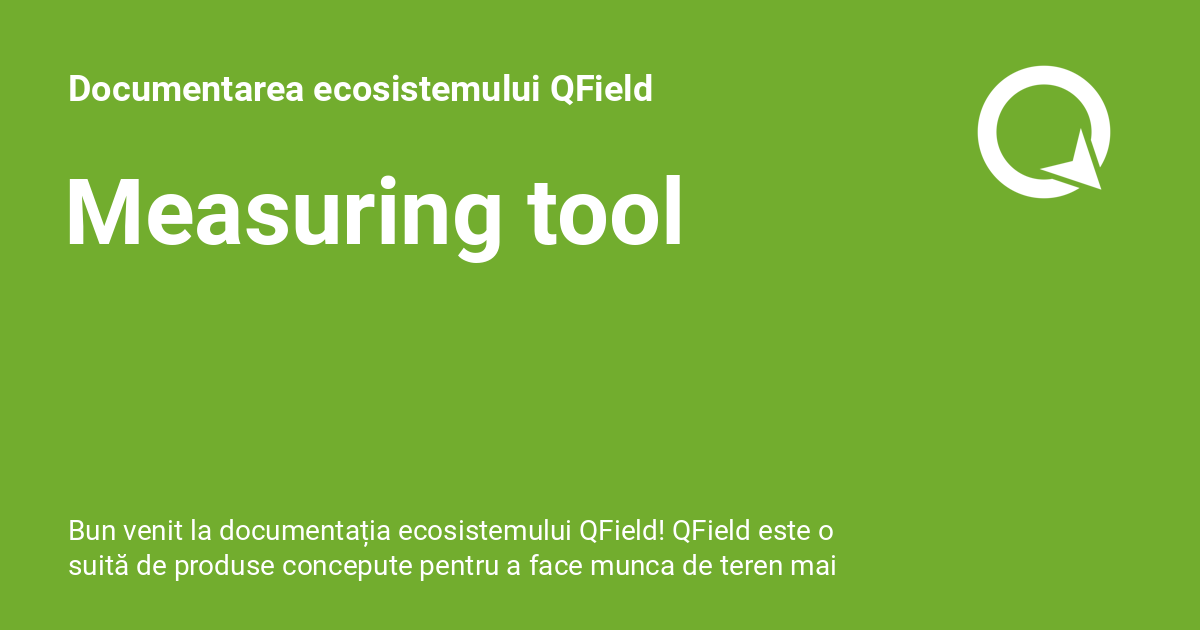 Documentarea ecosistemului QField
Measuring tool
Bun venit la documentația ecosistemului QField! QField este o
suită de produse concepute pentru a face munca de teren mai